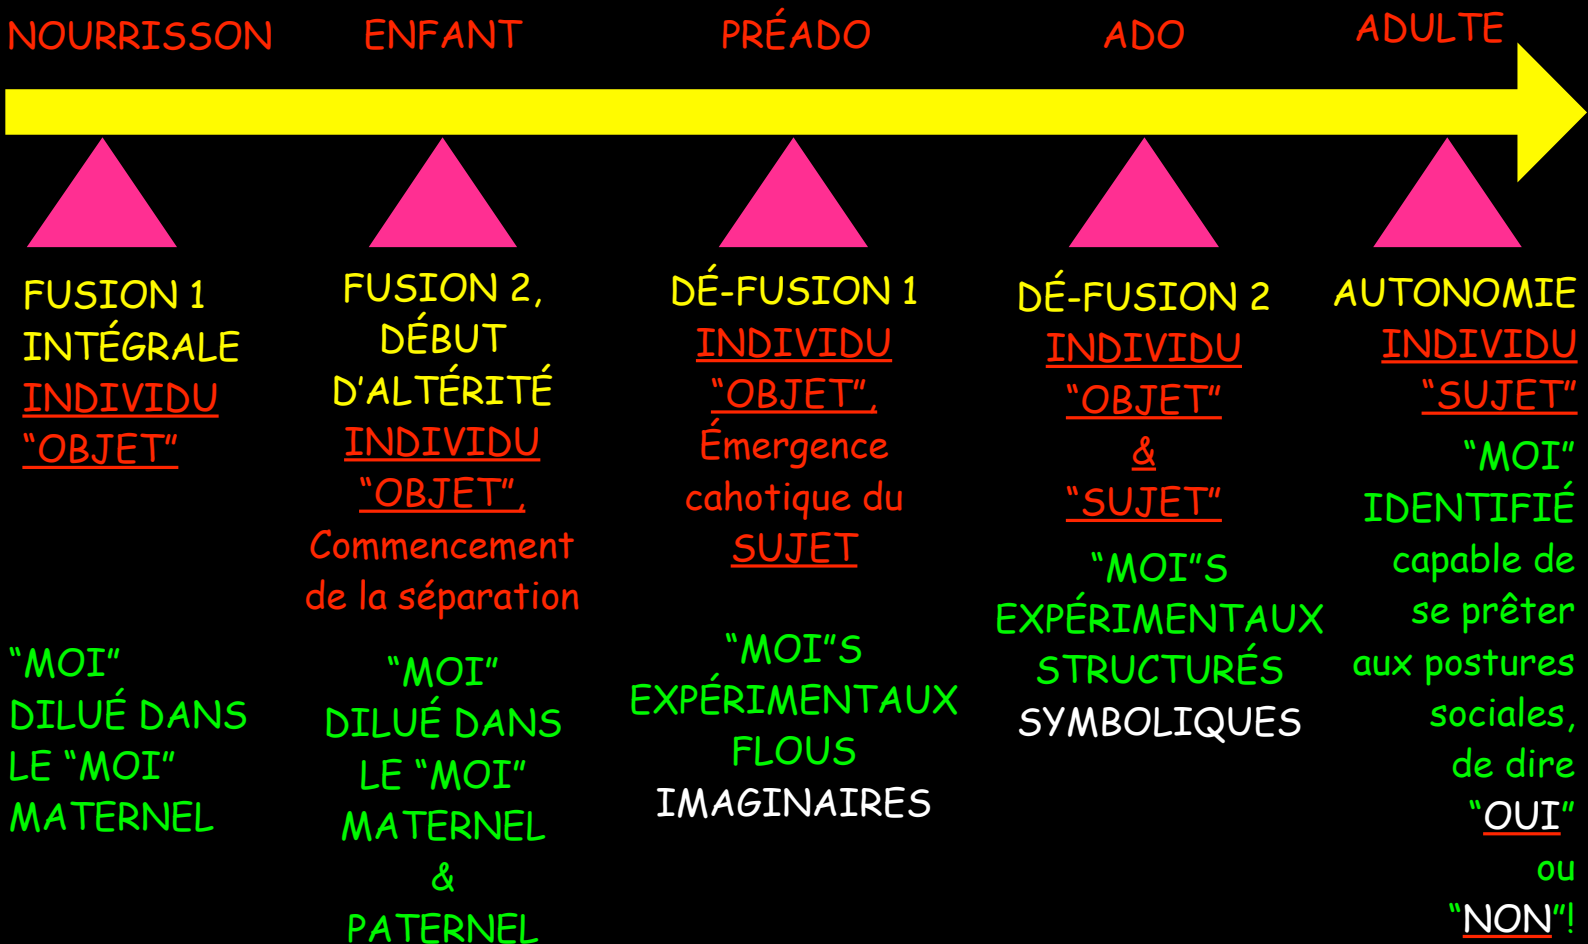 NOURRISSON
ENFANT
PRÉADO
ADO
ADULTE
FUSION 1
INTÉGRALE
INDIVIDU
“OBJET”
“MOI”
DILUÉ DANS
LE “MOI”
MATERNEL
FUSION 2,
DÉBUT
D’ALTÉRITÉ
INDIVIDU
“OBJET”,
Commencement
de la séparation
“MOI”
DILUÉ DANS
LE “MOI”
MATERNEL
&
PATERNEL
DÉ-FUSION 1
INDIVIDU
“OBJET”,
Émergence
cahotique du
SUJET
“MOI”S
EXPÉRIMENTAUX
FLOUS
IMAGINAIRES
DÉ-FUSION 2
INDIVIDU
“OBJET”
&
“SUJET”
“MOI”S
EXPÉRIMENTAUX
STRUCTURÉS
SYMBOLIQUES
AUTONOMIE
INDIVIDU
“SUJET”
“MOI”
IDENTIFIÉ
capable de
se prêter
aux postures
sociales,
de dire
“OUI”
ou
“NON”!